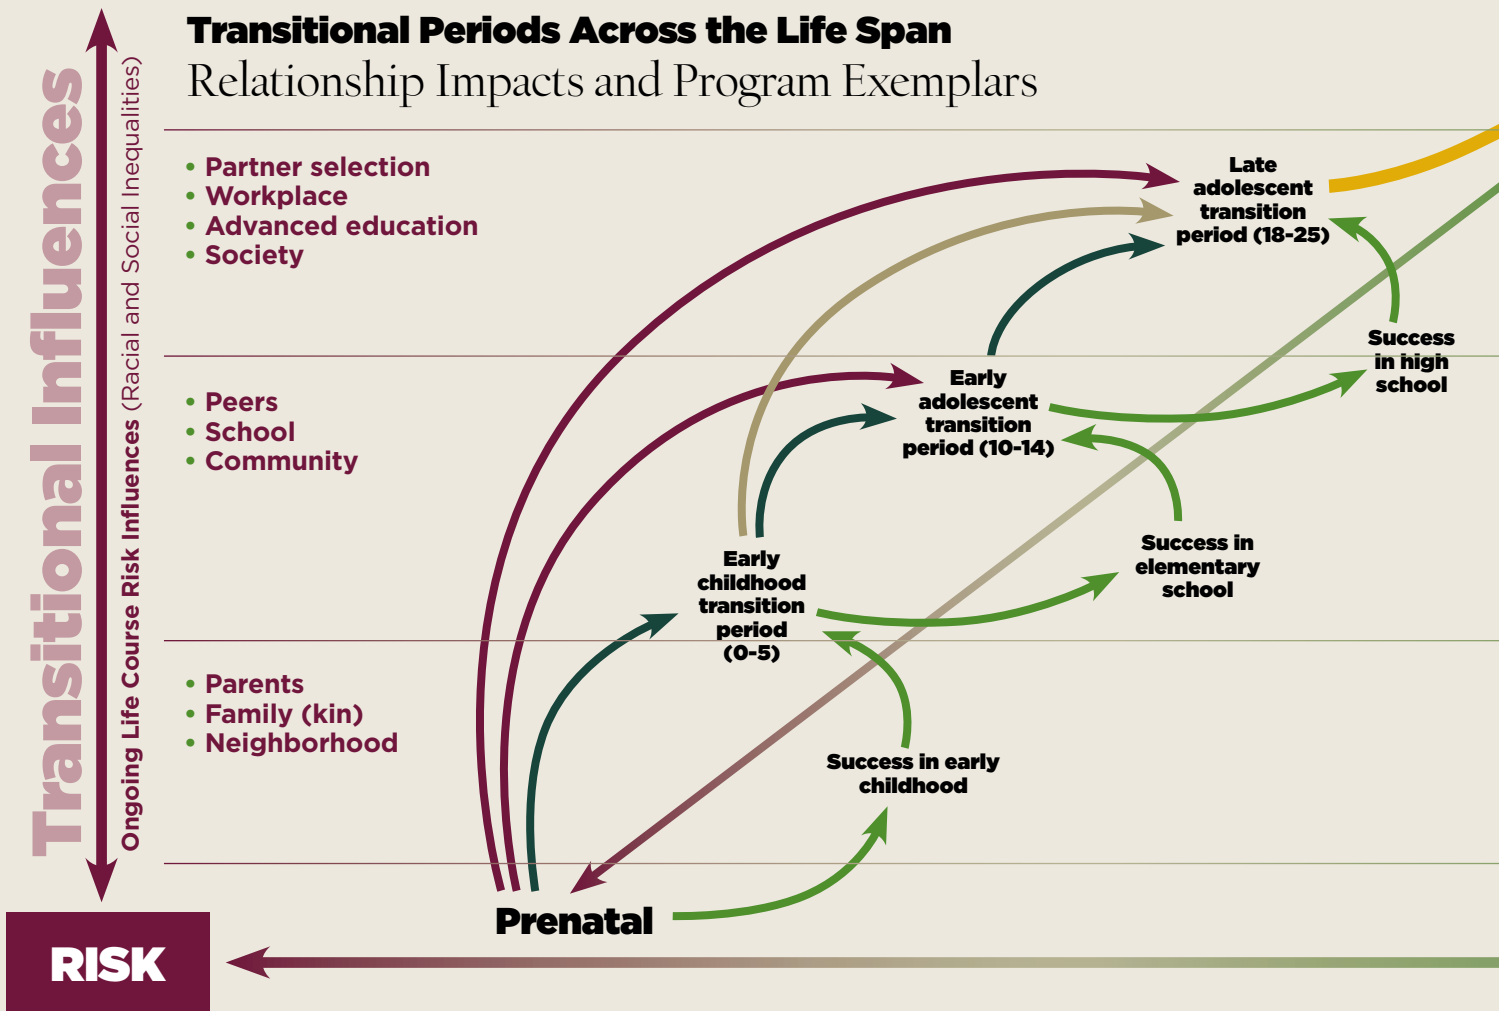 Transitional Periods Across the Life Span
Relationship Impacts and Program Exemplars
Transitional Influences
Ongoing Life Course Risk Influences (Racial and Social Inequalities)
• Partner selection
• Workplace
• Advanced education
• Society
Late
adolescent
transition
period (18-25)
Success
in high
school
• Peers
• School
• Community
Early
adolescent
transition
period (10-14)
Success in
elementary
school
Early
childhood
transition
period
(0-5)
• Parents
• Family (kin)
• Neighborhood
Success in early
childhood
Prenatal
RISK